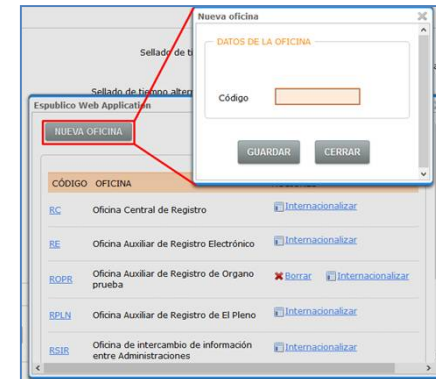 Nueva oficina
DATOS DE LA OFICINA
Sellado de
Código
Sellado de tiempo
Espublico Web Application
NUEVA OFICINA
GUARDAR
CERRAR
CÓDIGO OFICINA
RC Oficina Central de Registro Internacionalizar
RE Oficina Auxiliar de Registro Electrónico Internacionalizar
ROPR Oficina Auxiliar de Registro de Organo prueba Borrar Internacionalizar
RPLN Oficina Auxiliar de Registro de El Pleno Internacionalizar
RSIR Oficina de intercambio de información entre Administraciones Internacionalizar